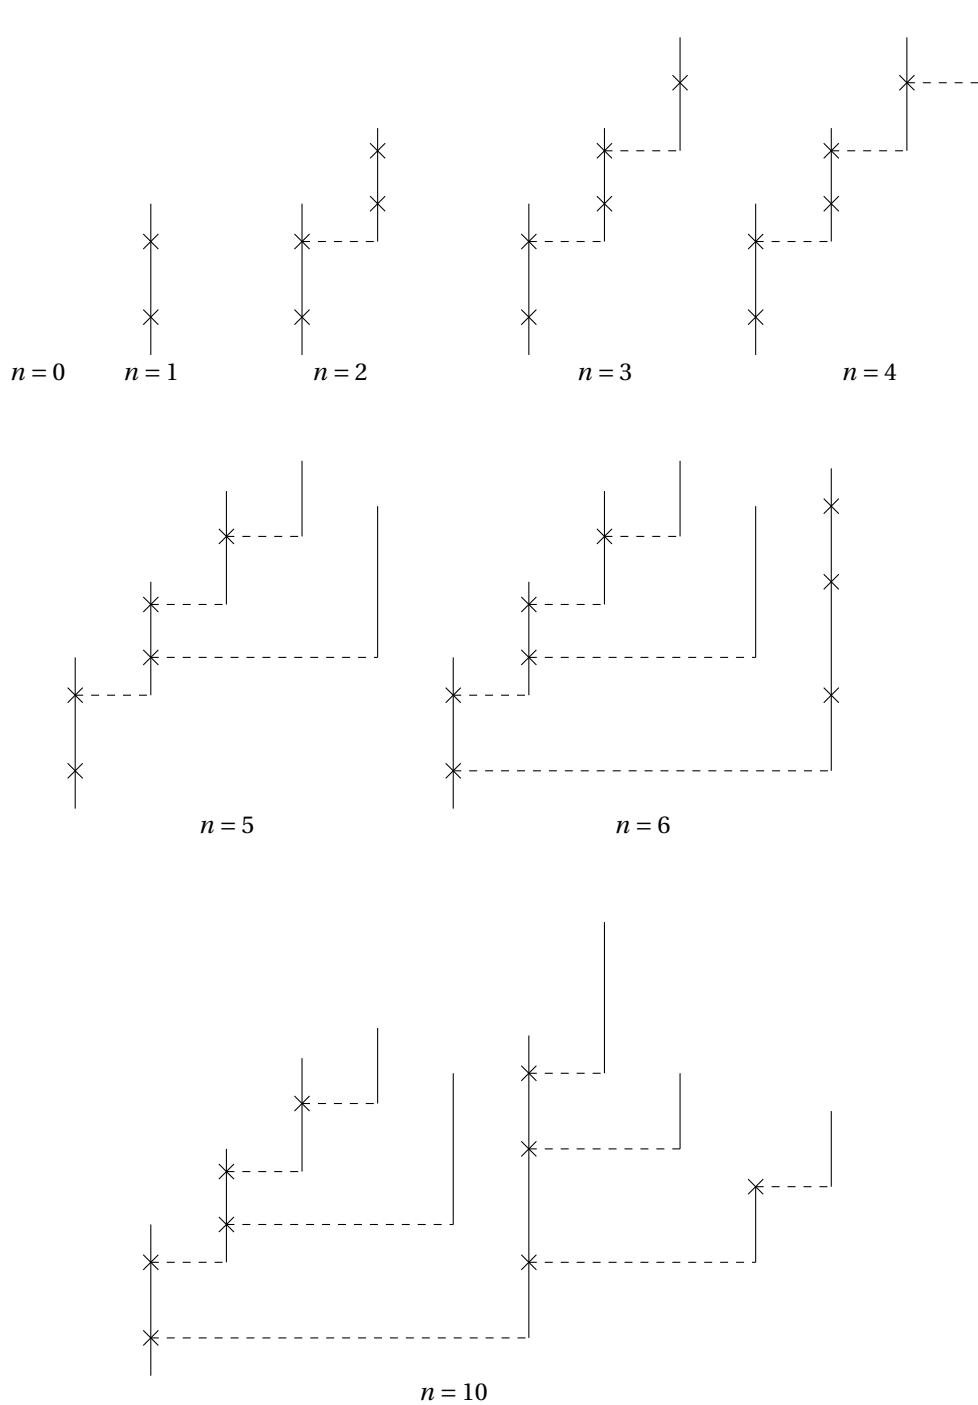 n = 0 n = 1 n = 2 n = 3 n = 4
n = 5 n = 6
n = 10